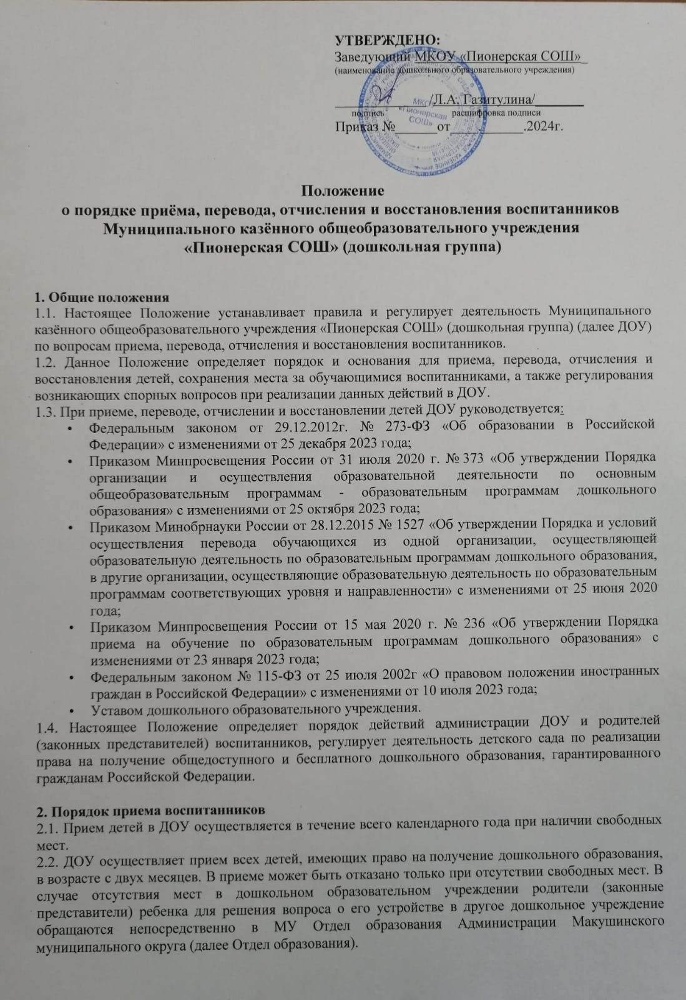 УТВЕРЖДЕНО:
Заведующий МКОУ «Пионерская СОШ»_
(наименование дошкольного образовательного учреждения)
_____________/Л.А. Газитулина/_______
подпись расшифровка подписи
Приказ №______от____.______.2024г.
МКОУ
«Пионерская
СОШ»
Положение
о порядке приёма, перевода, отчисления и восстановления воспитанников
Муниципального казённого общеобразовательного учреждения
«Пионерская СОШ» (дошкольная группа)
1. Общие положения
1.1. Настоящее Положение устанавливает правила и регулирует деятельность Муниципального
казённого общеобразовательного учреждения «Пионерская СОШ» (дошкольная группа) (далее ДОУ)
по вопросам приема, перевода, отчисления и восстановления воспитанников.
1.2. Данное Положение определяет порядок и основания для приема, перевода, отчисления и
восстановления детей, сохранения места за обучающимися воспитанниками, а также регулирования
возникающих спорных вопросов при реализации данных действий в ДОУ.
1.3. При приеме, переводе, отчислении и восстановлении детей ДОУ руководствуется:
• Федеральным законом от 29.12.2012г. № 273-ФЗ «Об образовании в Российской
Федерации» с изменениями от 25 декабря 2023 года;
• Приказом Минпросвещения России от 31 июля 2020 г. № 373 «Об утверждении Порядка
организации и осуществления образовательной деятельности по основным
общеобразовательным программам - образовательным программам дошкольного
образования» с изменениями от 25 октября 2023 года;
• Приказом Минобрнауки России от 28.12.2015 № 1527 «Об утверждении Порядка и условий
осуществления перевода обучающихся из одной организации, осуществляющей
образовательную деятельность по образовательным программам дошкольного образования,
в другие организации, осуществляющие образовательную деятельность по образовательным
программам соответствующих уровня и направленности» с изменениями от 25 июня 2020
года;
• Приказом Минпросвещения России от 15 мая 2020 г. № 236 «Об утверждении Порядка
приема на обучение по образовательным программам дошкольного образования» с
изменениями от 23 января 2023 года;
• Федеральным законом № 115-ФЗ от 25 июля 2002г «О правовом положении иностранных
граждан в Российской Федерации» с изменениями от 10 июля 2023 года;
• Уставом дошкольного образовательного учреждения.
1.4. Настоящее Положение определяет порядок действий администрации ДОУ и родителей
(законных представителей) воспитанников, регулирует деятельность детского сада по реализации
права на получение общедоступного и бесплатного дошкольного образования, гарантированного
гражданам Российской Федерации.
2. Порядок приема воспитанников
2.1. Прием детей в ДОУ осуществляется в течение всего календарного года при наличии свободных
мест.
2.2. ДОУ осуществляет прием всех детей, имеющих право на получение дошкольного образования,
в возрасте с двух месяцев. В приеме может быть отказано только при отсутствии свободных мест. В
случае отсутствия мест в дошкольном образовательном учреждении родители (законные
представители) ребенка для решения вопроса о его устройстве в другое дошкольное учреждение
обращаются непосредственно в МУ Отдел образования Администрации Макушинского
муниципального округа (далее Отдел образования).